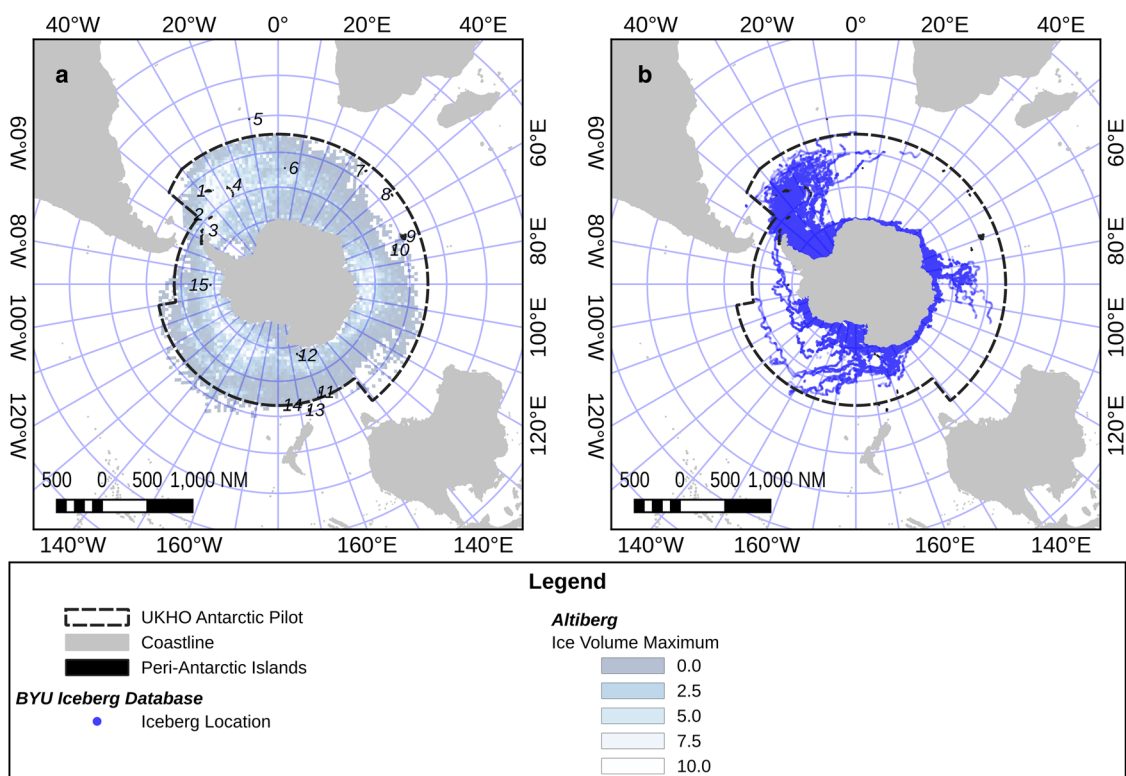 40°W 20°W 0° 20°E 40°E
40°W 20°W 0° 20°E 40°E
a
b
60°W
80°W
100°W
120°W
60°E
80°E
100°E
120°E
60°W
80°W
100°W
120°W
60°E
80°E
100°E
120°E
5
6
7
1 4
8
2
3
9
10
15
12
11
14 13
500 0 500 1,000 NM
500 0 500 1,000 NM
140°W 160°W 160°E 140°E
140°W 160°W 160°E 140°E
Legend
UKHO Antarctic Pilot
Coastline
Peri-Antarctic Islands
BYU Iceberg Database
Iceberg Location
Altiberg
Ice Volume Maximum
0.0
2.5
5.0
7.5
10.0